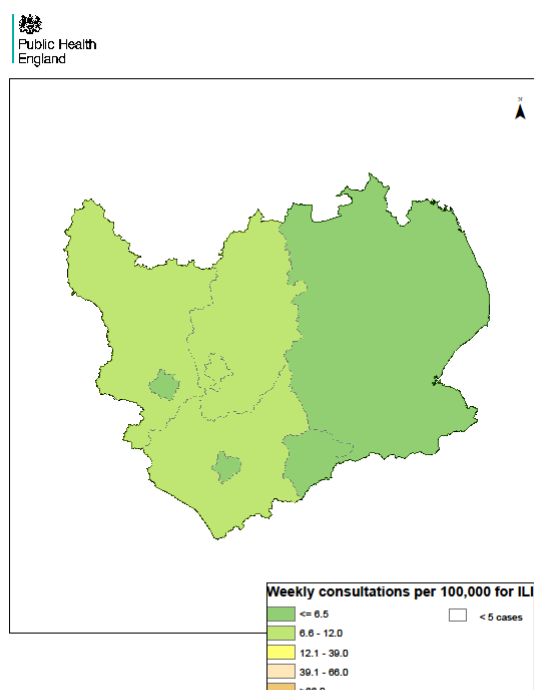 Public Health
England
N
Weekly consultations per 100,000 for ILI
<= 6.5
< 5 cases
6.6 - 12.0
12.1 - 39.0
39.1 - 66.0